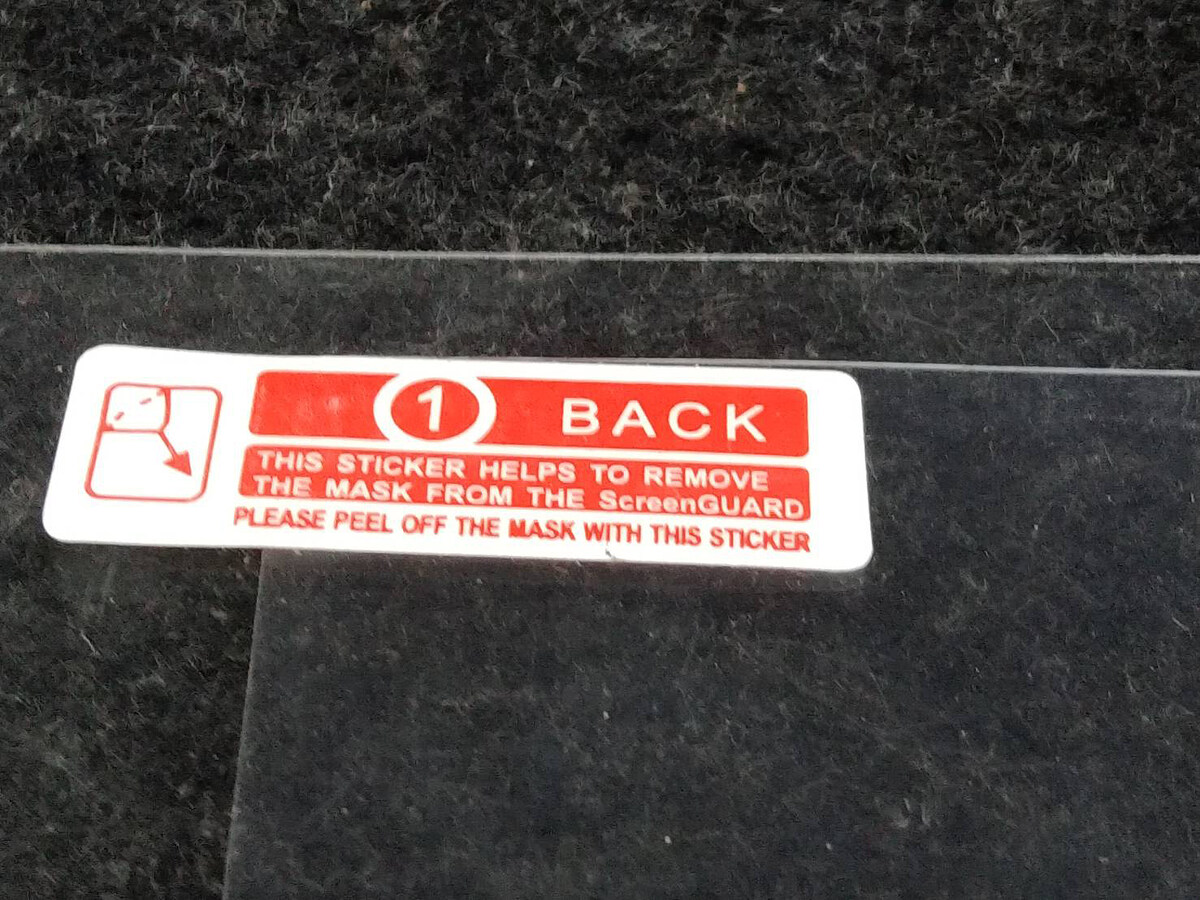 1 BACK
THIS STICKER HELPS TO REMOVE
THE MASK FROM THE ScreenGUARD
PLEASE PEEL OFF THE MASK WITH THIS STICKER